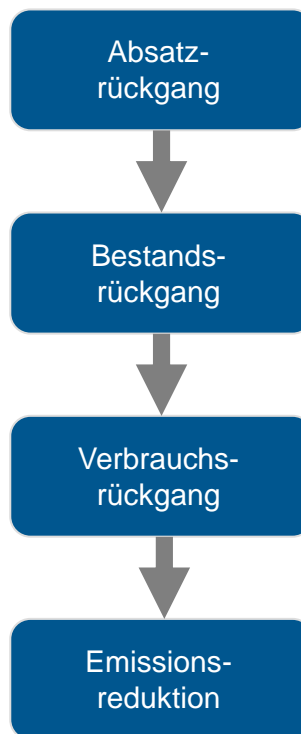 Absatz-
rückgang
Bestands-
rückgang
Verbrauchs-
rückgang
Emissions-
reduktion